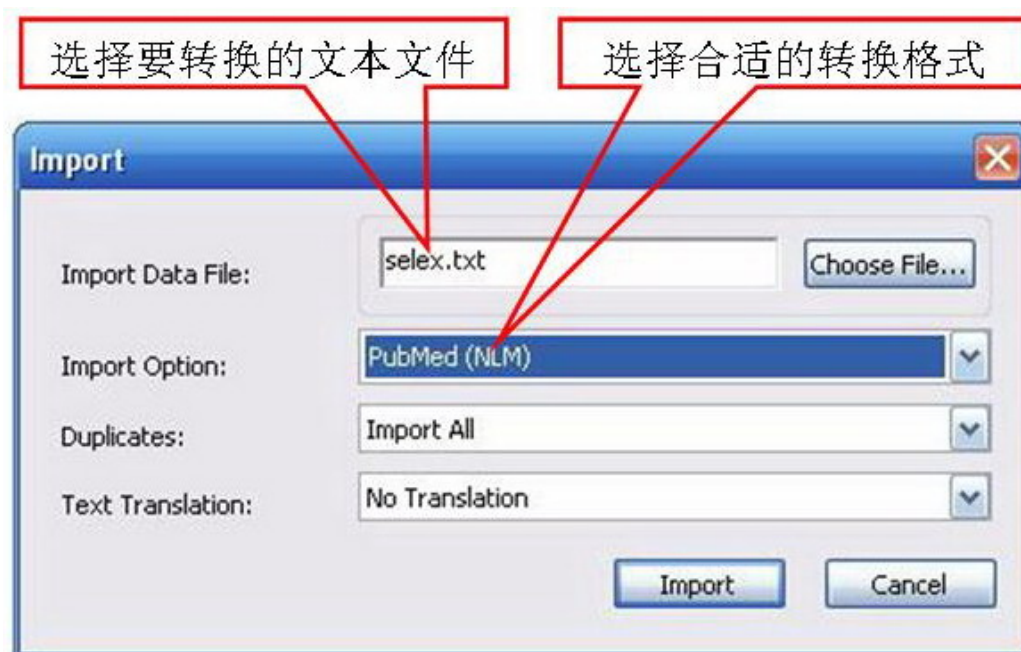 选择要转换的文本文件
选择合适的转换格式
Import
Import Data File:
selex.txt
Choose File...
Import Option:
PubMed (NLM)
Duplicates:
Import All
Text Translation:
No Translation
Import
Cancel